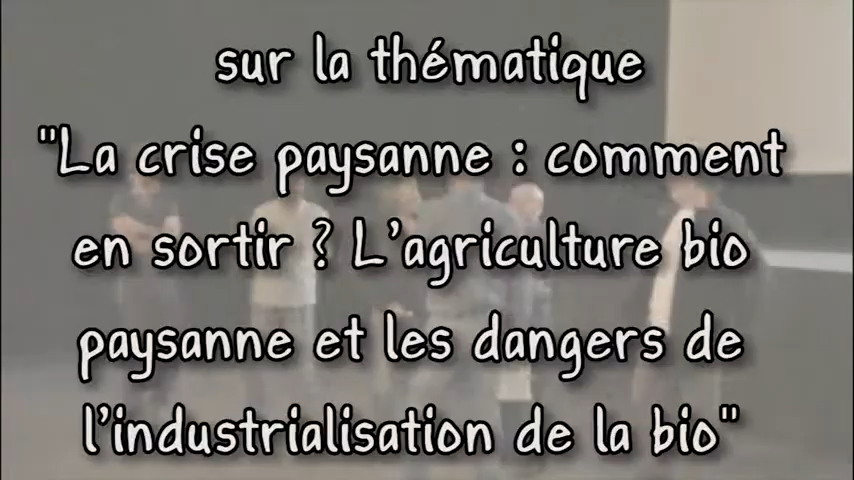 sur la thématique
"La crise paysanne : comment
en sortir ? L'agriculture bio
paysanne et les dangers de
l'industrialisation de la bio"